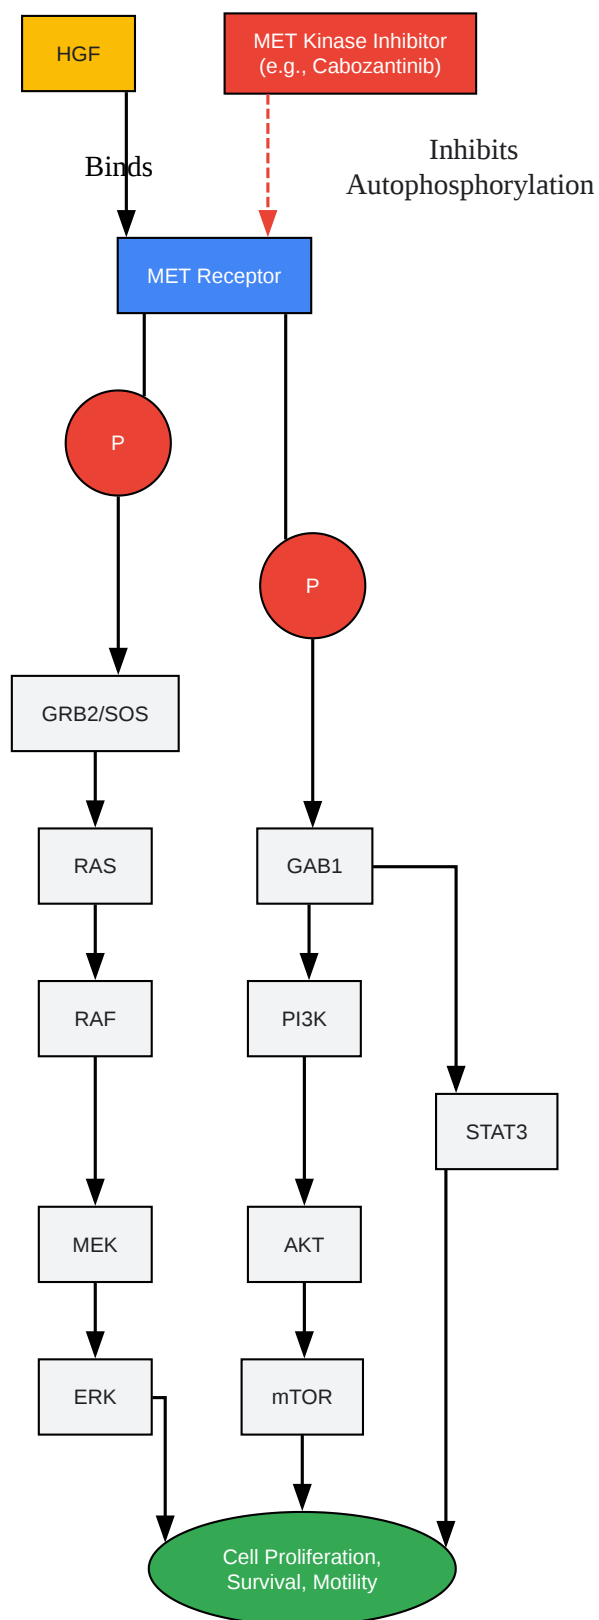 HGF
MET Kinase Inhibitor
(e.g., Cabozantinib)
Binds
Inhibits
Autophosphorylation
MET Receptor
P
P
GRB2/SOS
RAS
GAB1
RAF
PI3K
STAT3
MEK
AKT
ERK
mTOR
Cell Proliferation,
Survival, Motility